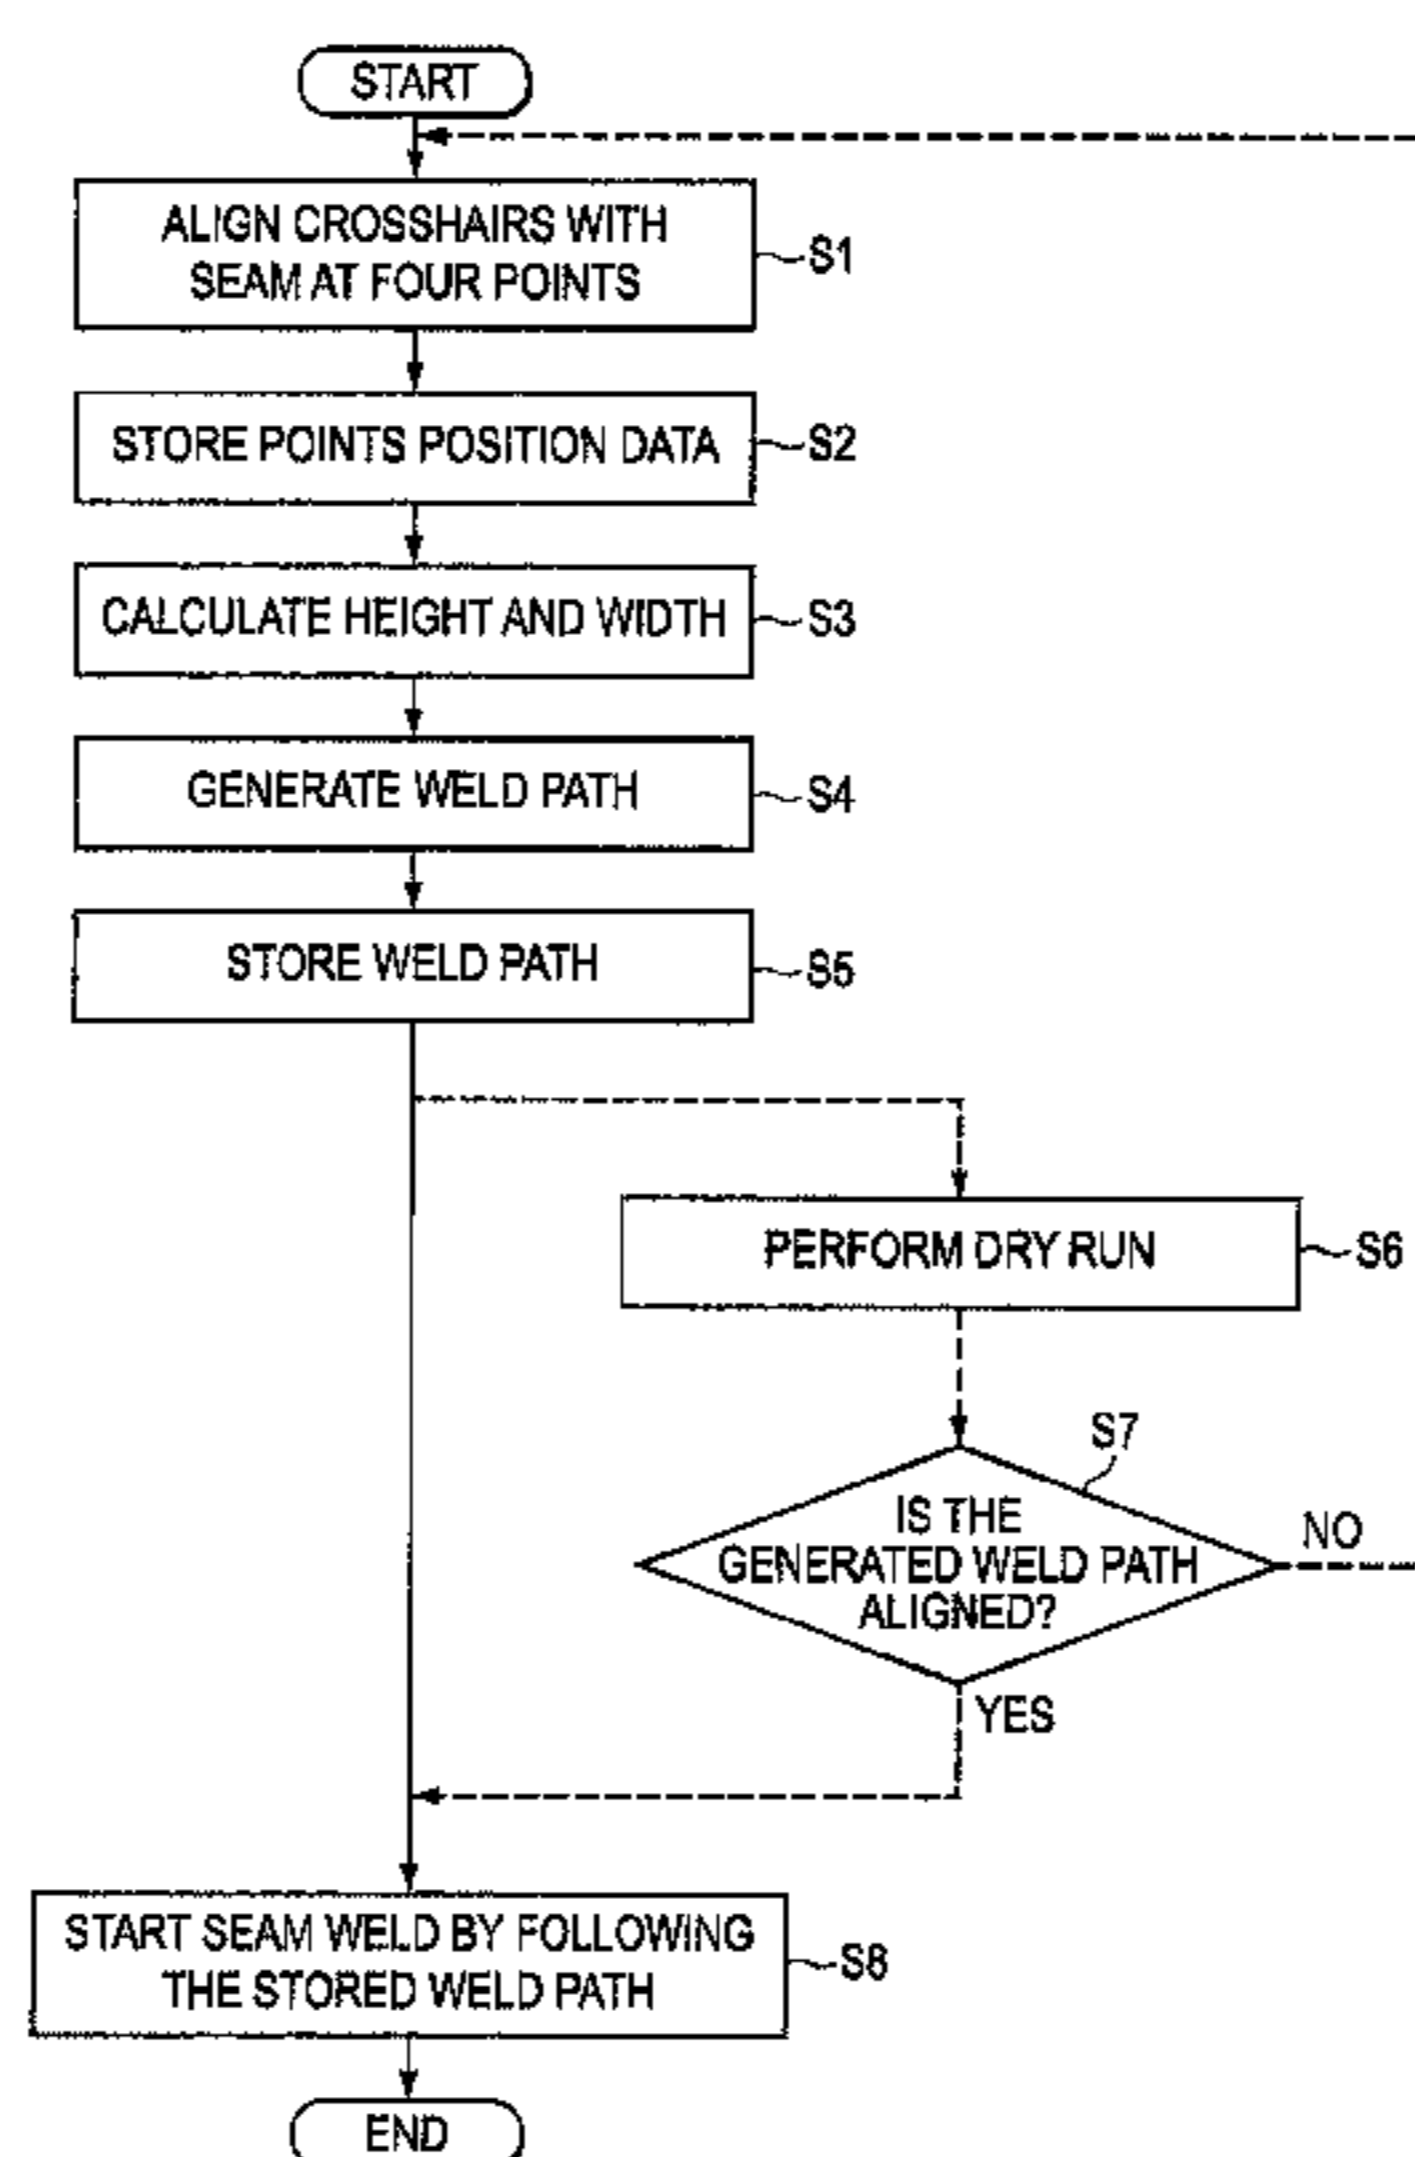 START
ALIGN CROSSHAIRS WITH
SEAM AT FOUR POINTS
S1
STORE POINTS POSITION DATA
S2
CALCULATE HEIGHT AND WIDTH
S3
GENERATE WELD PATH
S4
STORE WELD PATH
S5
PERFORM DRY RUN
S6
S7
IS THE
GENERATED WELD PATH
ALIGNED?
NO
YES
START SEAM WELD BY FOLLOWING
THE STORED WELD PATH
S8
END